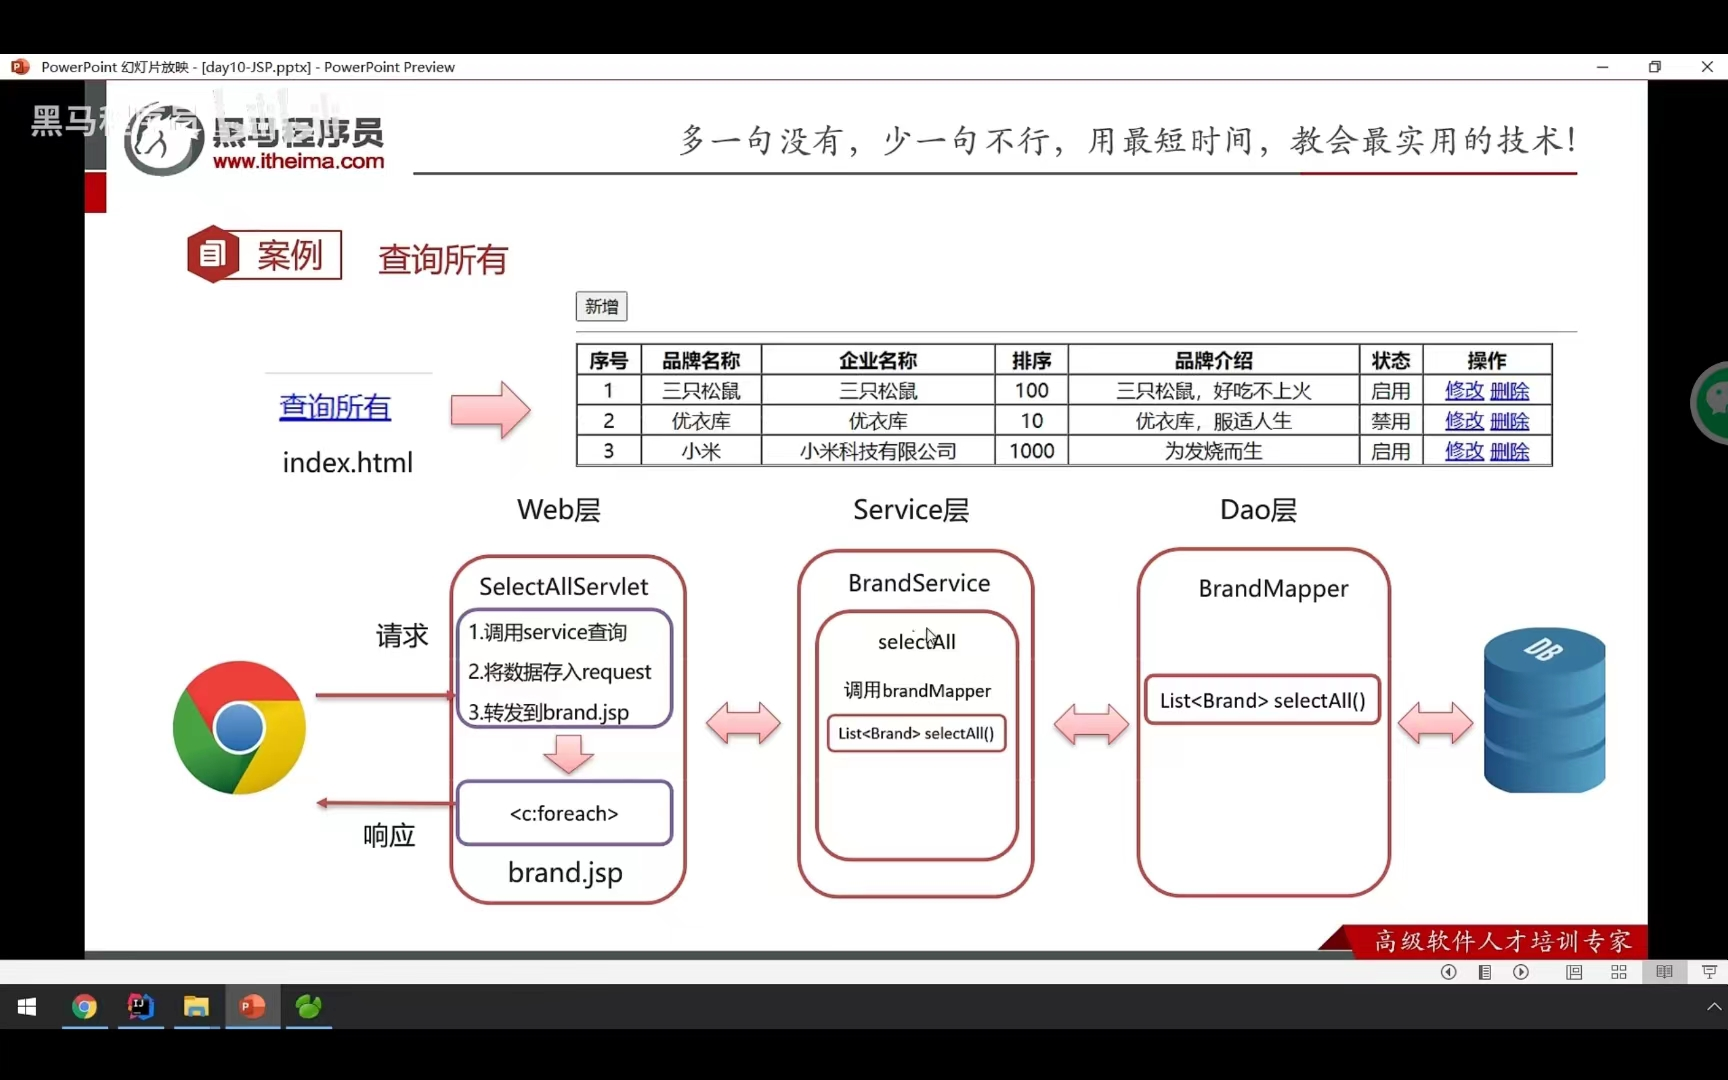 PowerPoint 幻灯片放映 - [day10-JSP.pptx] - PowerPoint Preview
黑马程序员
www.itheima.com
多一句没有，少一句不行，用最短时间，教会最实用的技术！
案例
查询所有
新增
序号 品牌名称 企业名称 排序 品牌介绍 状态 操作
1 三只松鼠 三只松鼠 100 三只松鼠，好吃不上火 启用 修改 删除
2 优衣库 优衣库 10 优衣库，服适人生 禁用 修改 删除
3 小米 小米科技有限公司 1000 为发烧而生 启用 修改 删除
查询所有
index.html
Web层
Service层
Dao层
请求
响应
SelectAllServlet
1.调用service查询
2.将数据存入request
3.转发到brand.jsp
<c:foreach>
brand.jsp
BrandService
selectAll
调用brandMapper
List<Brand> selectAll()
BrandMapper
List<Brand> selectAll()
DB
高级软件人才培训专家